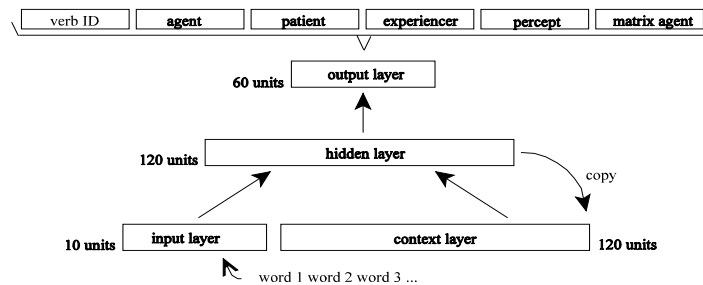 verb ID agent patient experiencer percept matrix agent
output layer
60 units
hidden layer
120 units
copy
input layer context layer
10 units 120 units
word 1 word 2 word 3 ...